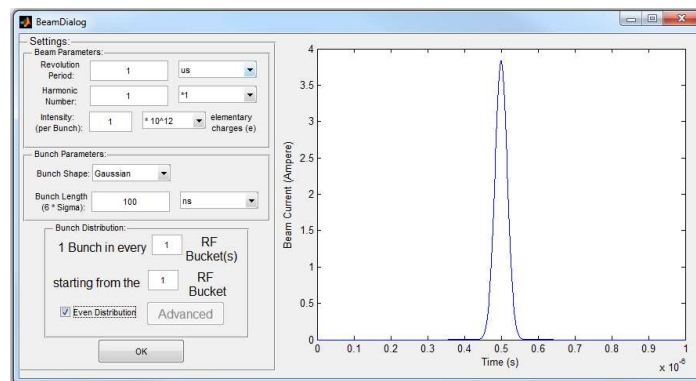 BeamDialog
Settings:
Beam Parameters:
Revolution
Period:
1
us
Harmonic
Number:
1
*1
Intensity:
(per Bunch):
1
* 10^12
elementary
charges (e)
Bunch Parameters:
Bunch Shape:
Gaussian
Bunch Length
(6 * Sigma):
100
ns
Bunch Distribution:
1 Bunch in every
1
RF
Bucket(s)
starting from the
1
RF
Bucket
Even Distribution
Advanced
OK
4
3.5
3
2.5
2
1.5
1
0.5
0
Beam Current (Ampere)
0 0.1 0.2 0.3 0.4 0.5 0.6 0.7 0.8 0.9 1
Time (s)
x 10^-6